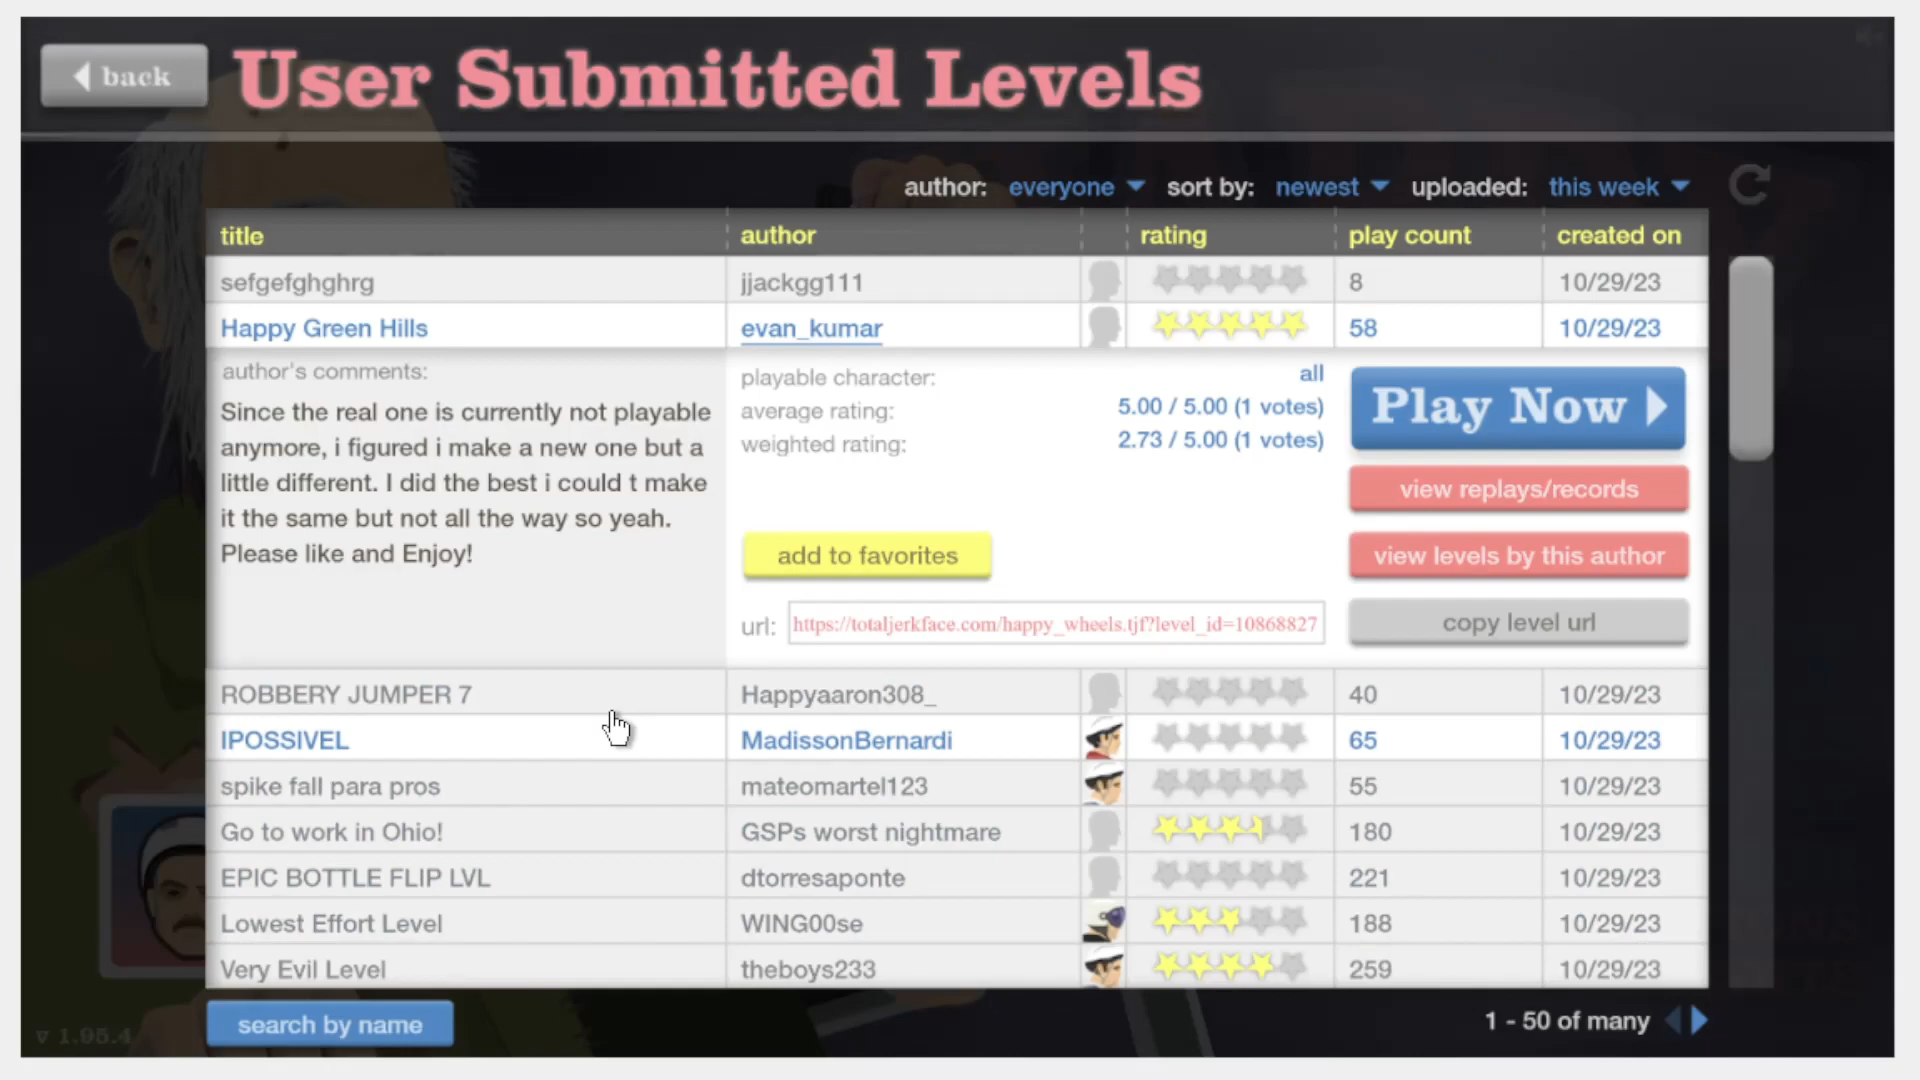 back
User Submitted Levels
author: everyone sort by: newest uploaded: this week
title author rating play count created on
sefgefghghrg jjackgg111 8 10/29/23
Happy Green Hills evan_kumar 58 10/29/23
author's comments:
Since the real one is currently not playable
anymore, i figured i make a new one but a
little different. I did the best i could t make
it the same but not all the way so yeah.
Please like and Enjoy!
playable character: all
average rating: 5.00 / 5.00 (1 votes)
weighted rating: 2.73 / 5.00 (1 votes)
add to favorites
url: https://totaljerkface.com/happy_wheels.tjf?level_id=10868827
Play Now
view replays/records
view levels by this author
copy level url
ROBBERY JUMPER 7 Happyaaron308_ 40 10/29/23
IPOSSIVEL MadissonBernardi 65 10/29/23
spike fall para pros mateomartel123 55 10/29/23
Go to work in Ohio! GSPs worst nightmare 180 10/29/23
EPIC BOTTLE FLIP LVL dtorresaponte 221 10/29/23
Lowest Effort Level WING00se 188 10/29/23
Very Evil Level theboys233 259 10/29/23
search by name
1 - 50 of many
v 1.95.4